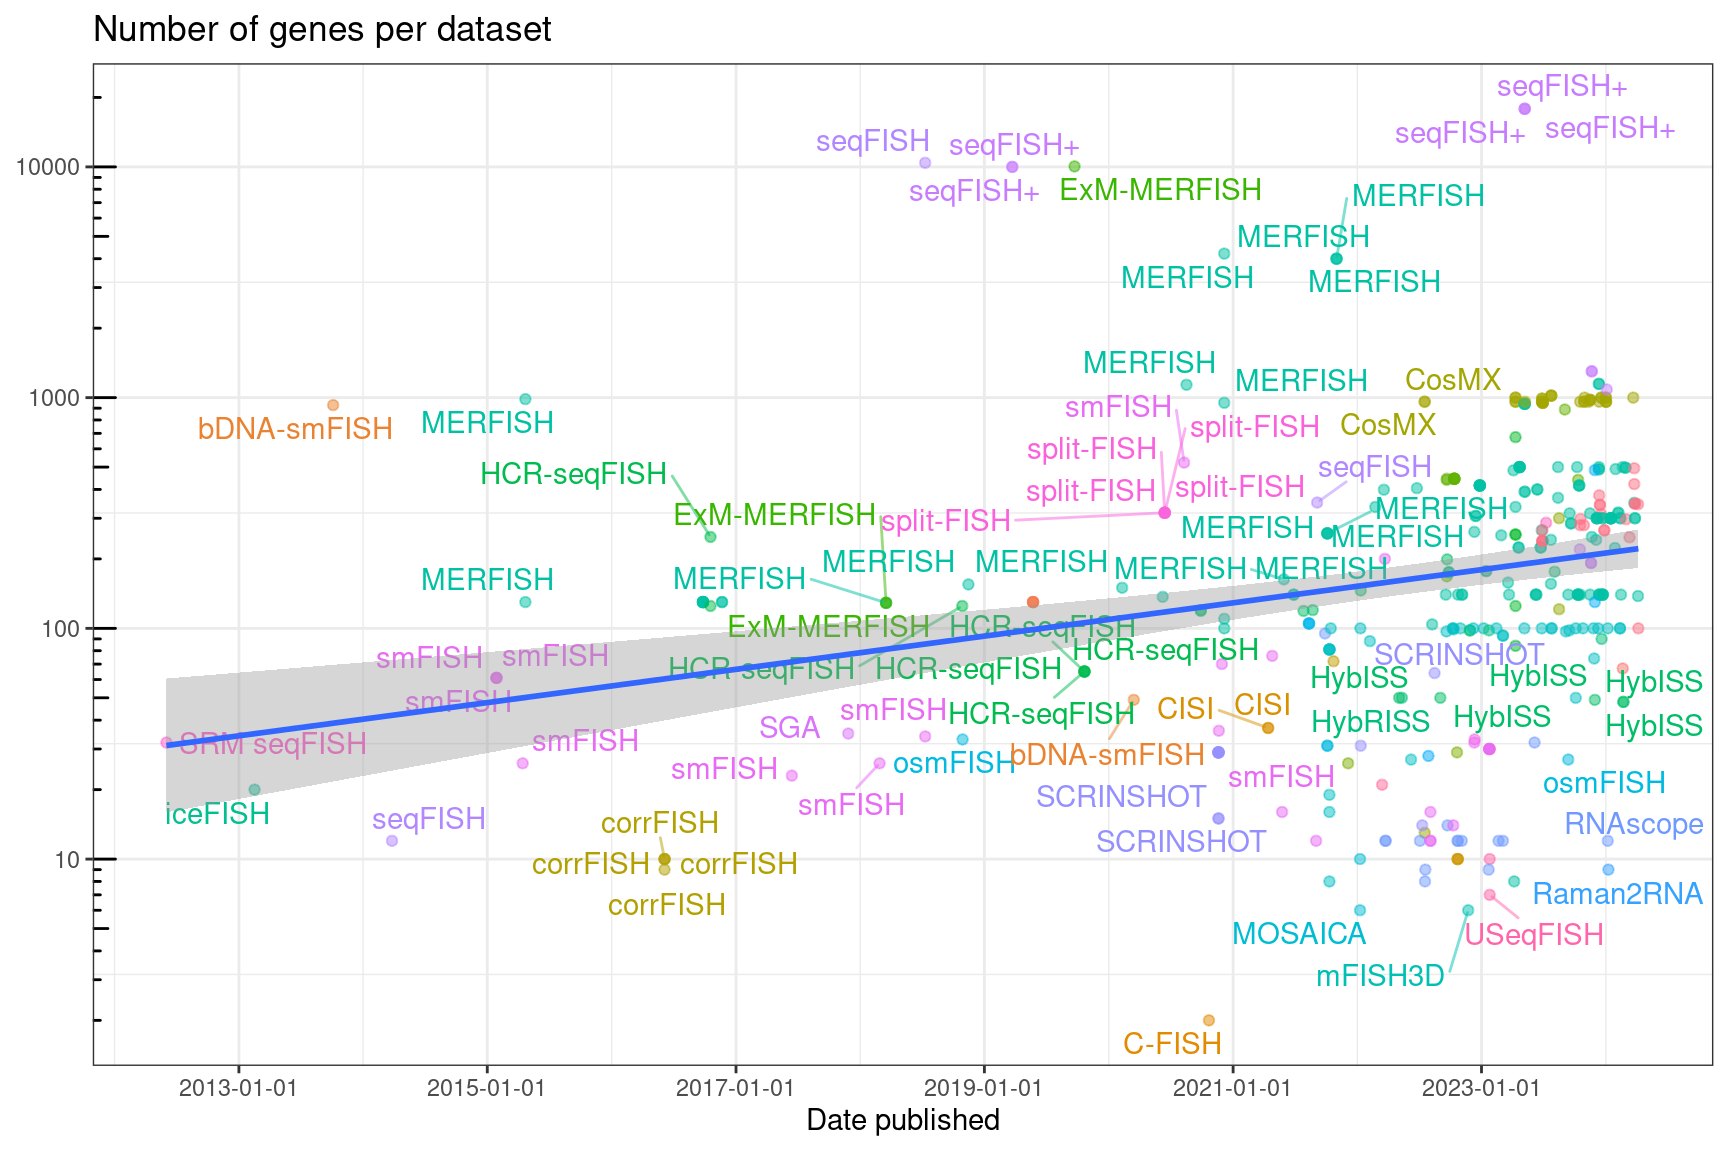 Number of genes per dataset
seqFISH+
seqFISH+
seqFISH+
seqFISH
seqFISH+
10000
seqFISH+
ExM-MERFISH
MERFISH
MERFISH
MERFISH
MERFISH
MERFISH
MERFISH
CosMX
1000
smFISH
bDNA-smFISH
MERFISH
split-FISH
CosMX
split-FISH
seqFISH
HCR-seqFISH
split-FISH
split-FISH
MERFISH
ExM-MERFISH
split-FISH
MERFISH
MERFISH
MERFISH
MERFISH
MERFISH
MERFISH
MERFISH
MERFISH
100
ExM-MERFISH
HCR-seqFISH
HCR-seqFISH
smFISH
smFISH
SCRINSHOT
HCR-seqFISH
HCR-seqFISH
HybISS
HybISS
HybISS
smFISH
smFISH
HCR-seqFISH
CISI
CISI
HybISS
SGA
HybRISS
HybISS
SRM seqFISH
smFISH
bDNA-smFISH
smFISH
osmFISH
smFISH
osmFISH
smFISH
SCRINSHOT
iceFISH
seqFISH
corrFISH
RNAscope
SCRINSHOT
10
corrFISH
corrFISH
Raman2RNA
corrFISH
MOSAICA
USeqFISH
mFISH3D
C-FISH
2013-01-01
2015-01-01
2017-01-01
2019-01-01
2021-01-01
2023-01-01
Date published